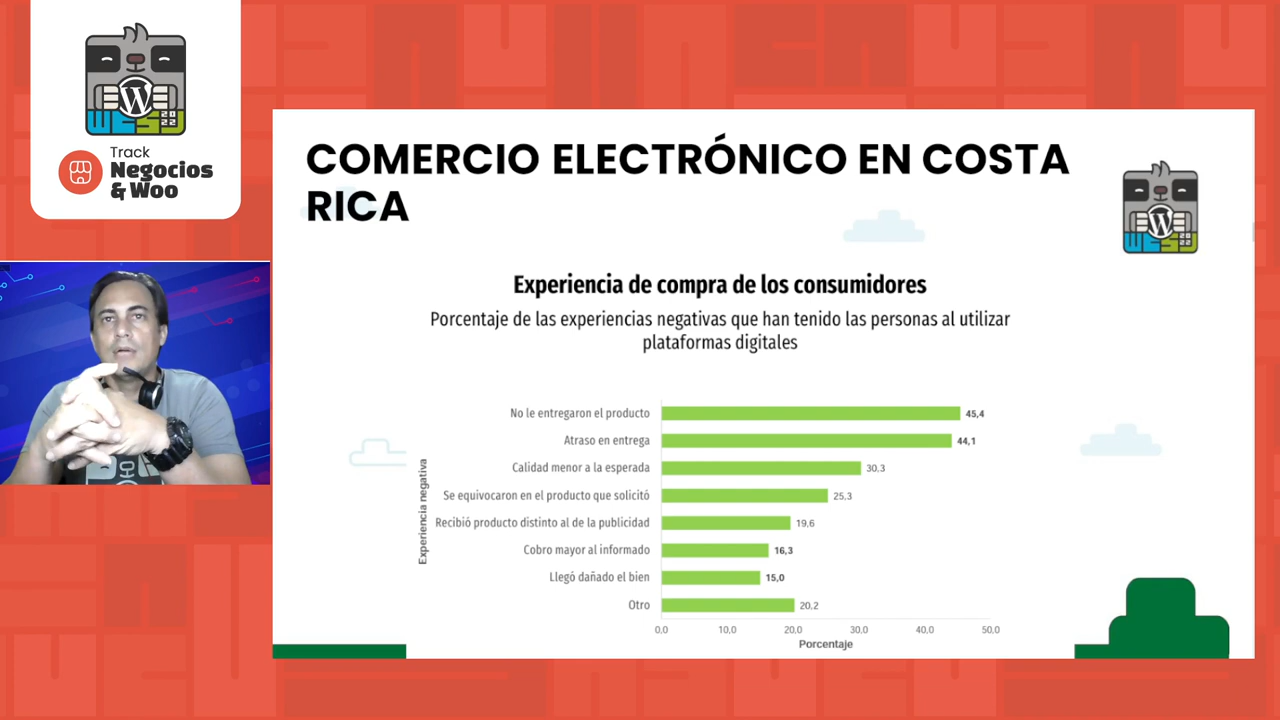 WCSJ
20
22
Track
Negocios
& Woo
COMERCIO ELECTRÓNICO EN COSTA
RICA
WCSJ
Experiencia de compra de los consumidores
Porcentaje de las experiencias negativas que han tenido las personas al utilizar
plataformas digitales
Experiencia negativa
No le entregaron el producto 45,4
Atraso en entrega 44,1
Calidad menor a la esperada 30.3
Se equivocaron en el producto que solicitó 25.3
Recibió producto distinto al de la publicidad 19,6
Cobro mayor al informado 16,3
Llegó dañado el bien 15,0
Otro 20.2
0,0 10,0 20,0 30,0 40,0 50,0
Porcentaje